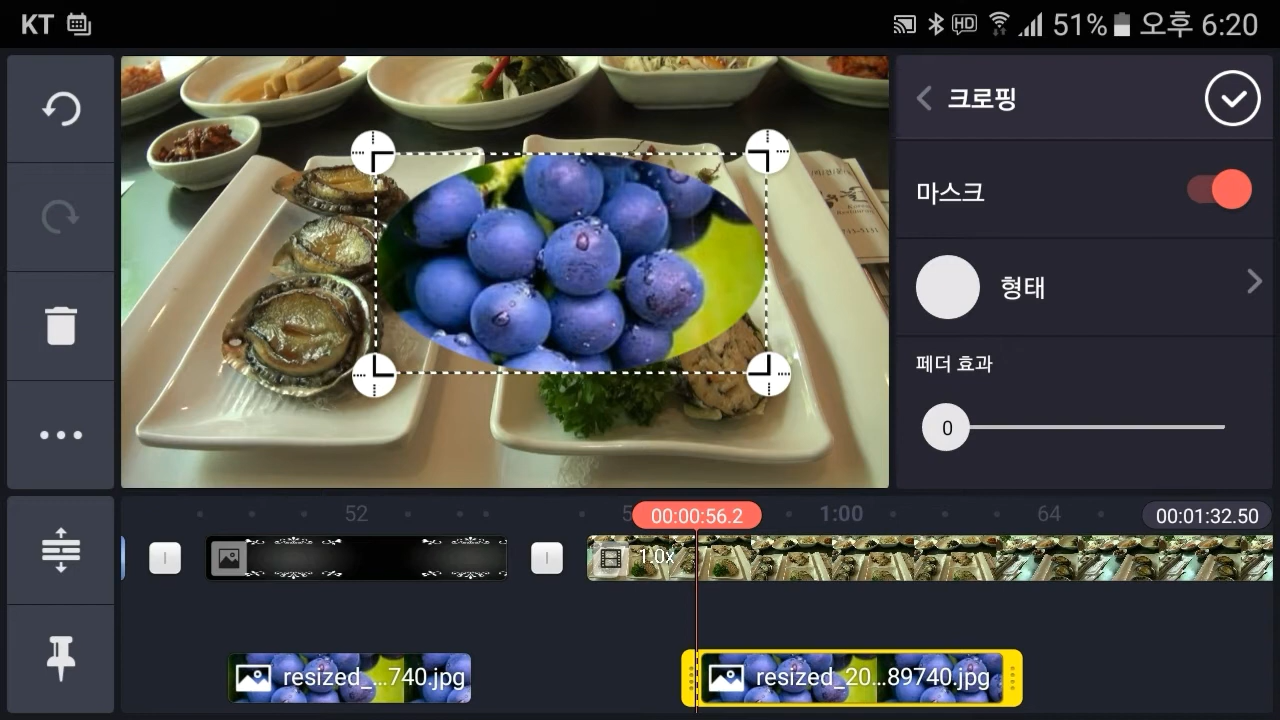 KT
HD 51% 오후 6:20
크로핑
마스크
형태
페더 효과
0
52
00:00:56.2
1:00
64
00:01:32.50
1.0x
resized_...740.jpg
resized_20...89740.jpg